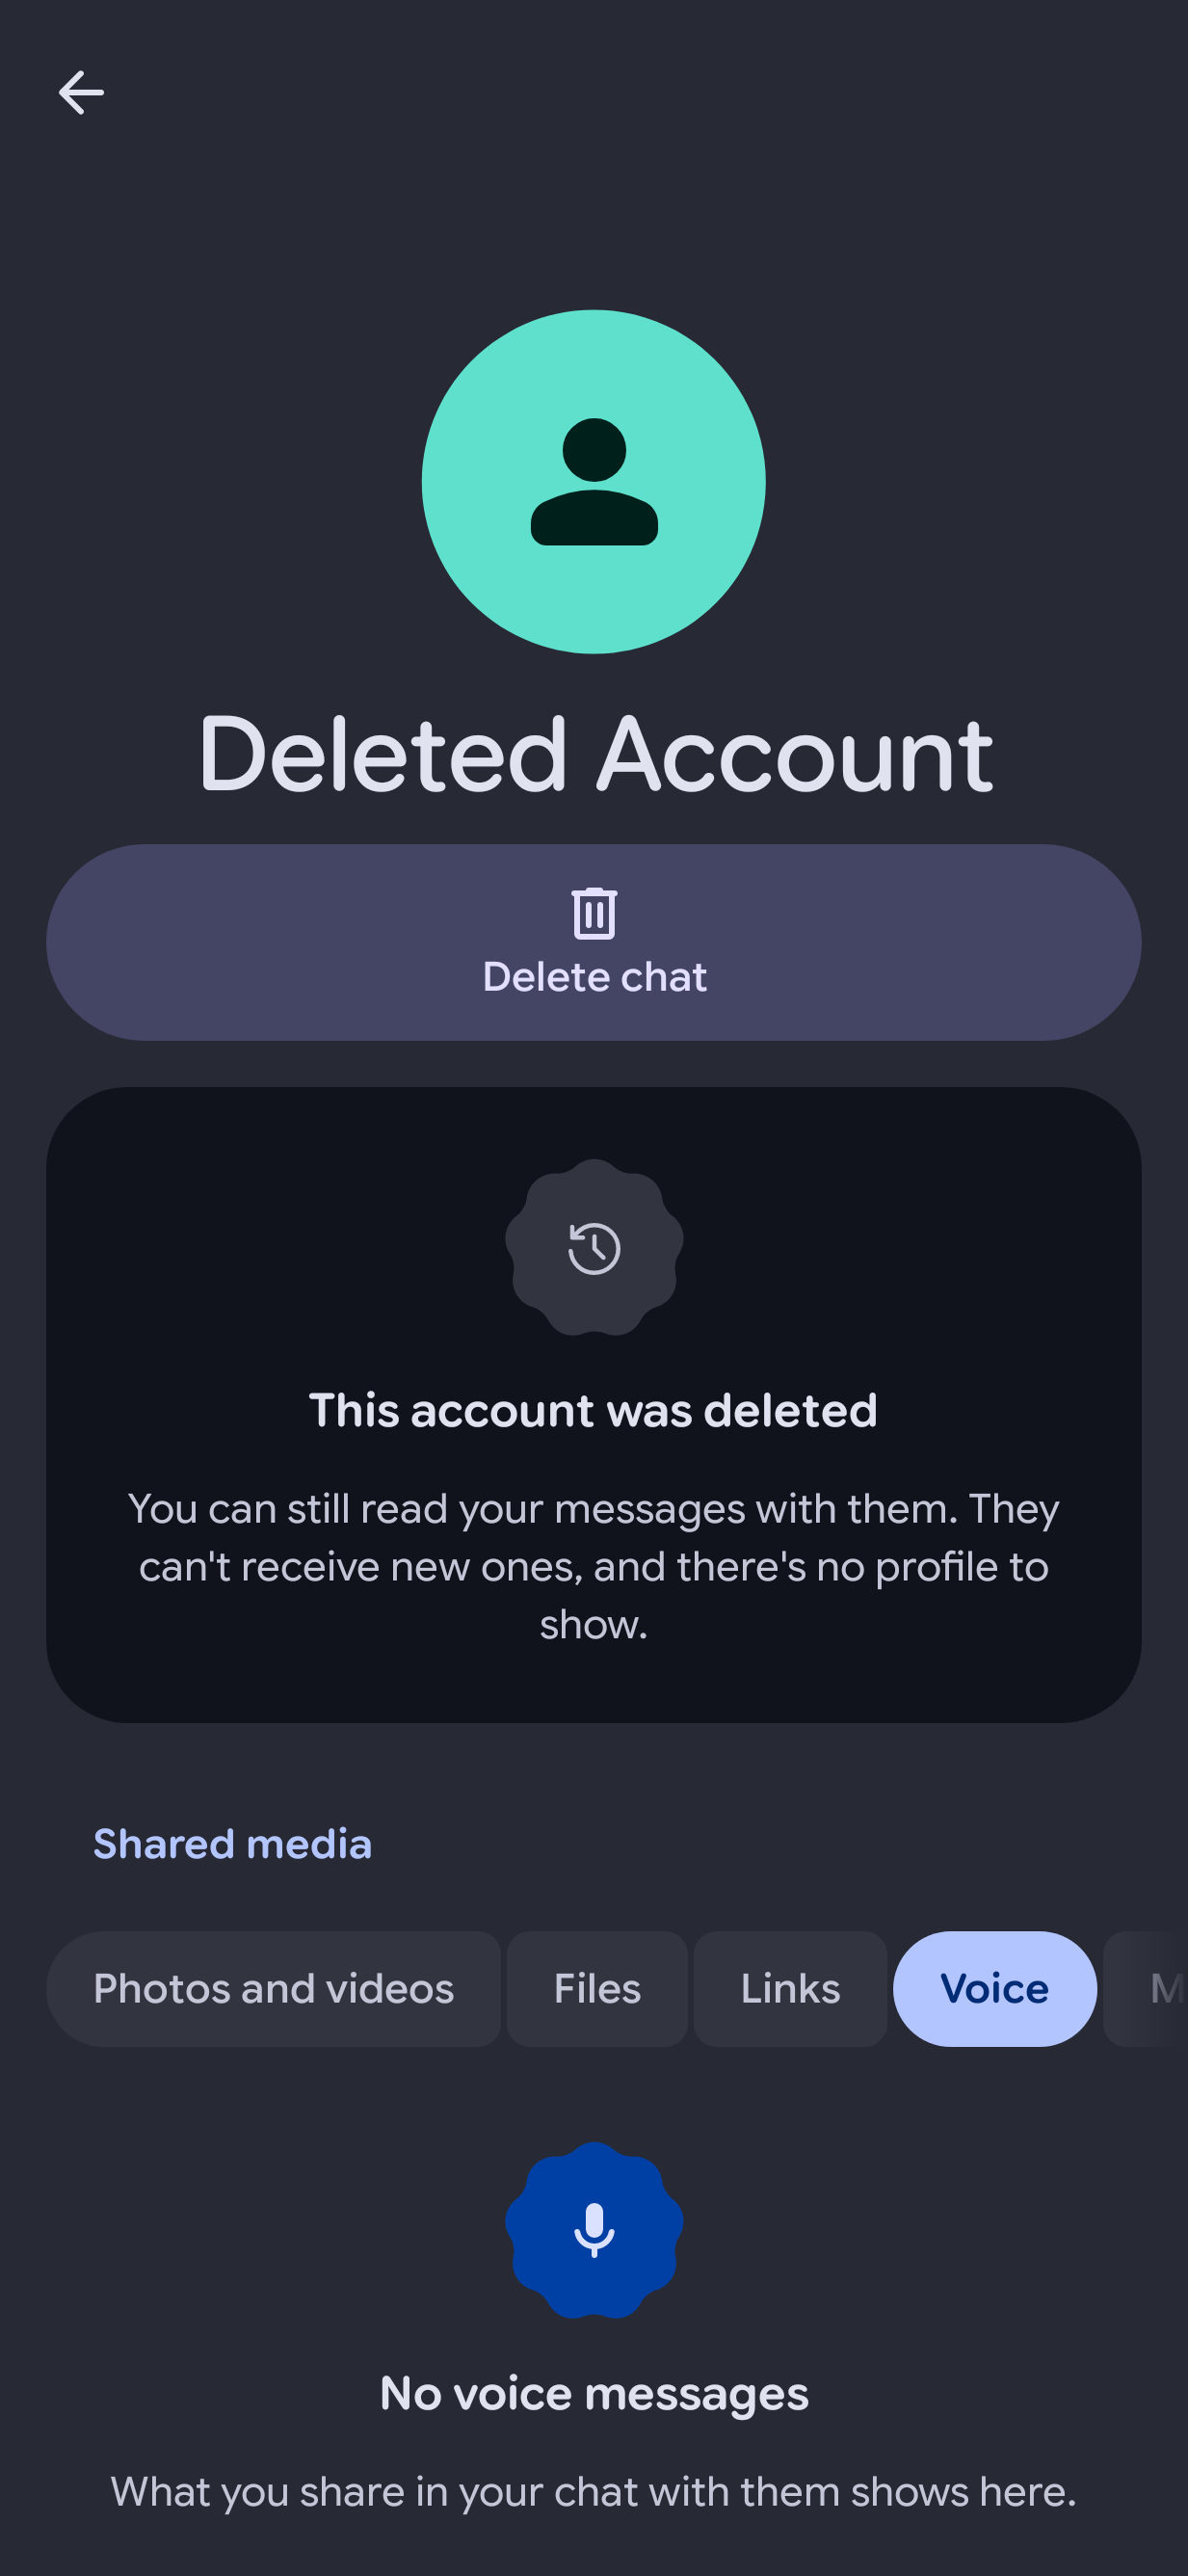 Deleted Account
Delete chat
This account was deleted
You can still read your messages with them. They
can't receive new ones, and there's no profile to
show.
Shared media
Photos and videos
Files
Links
Voice
No voice messages
What you share in your chat with them shows here.